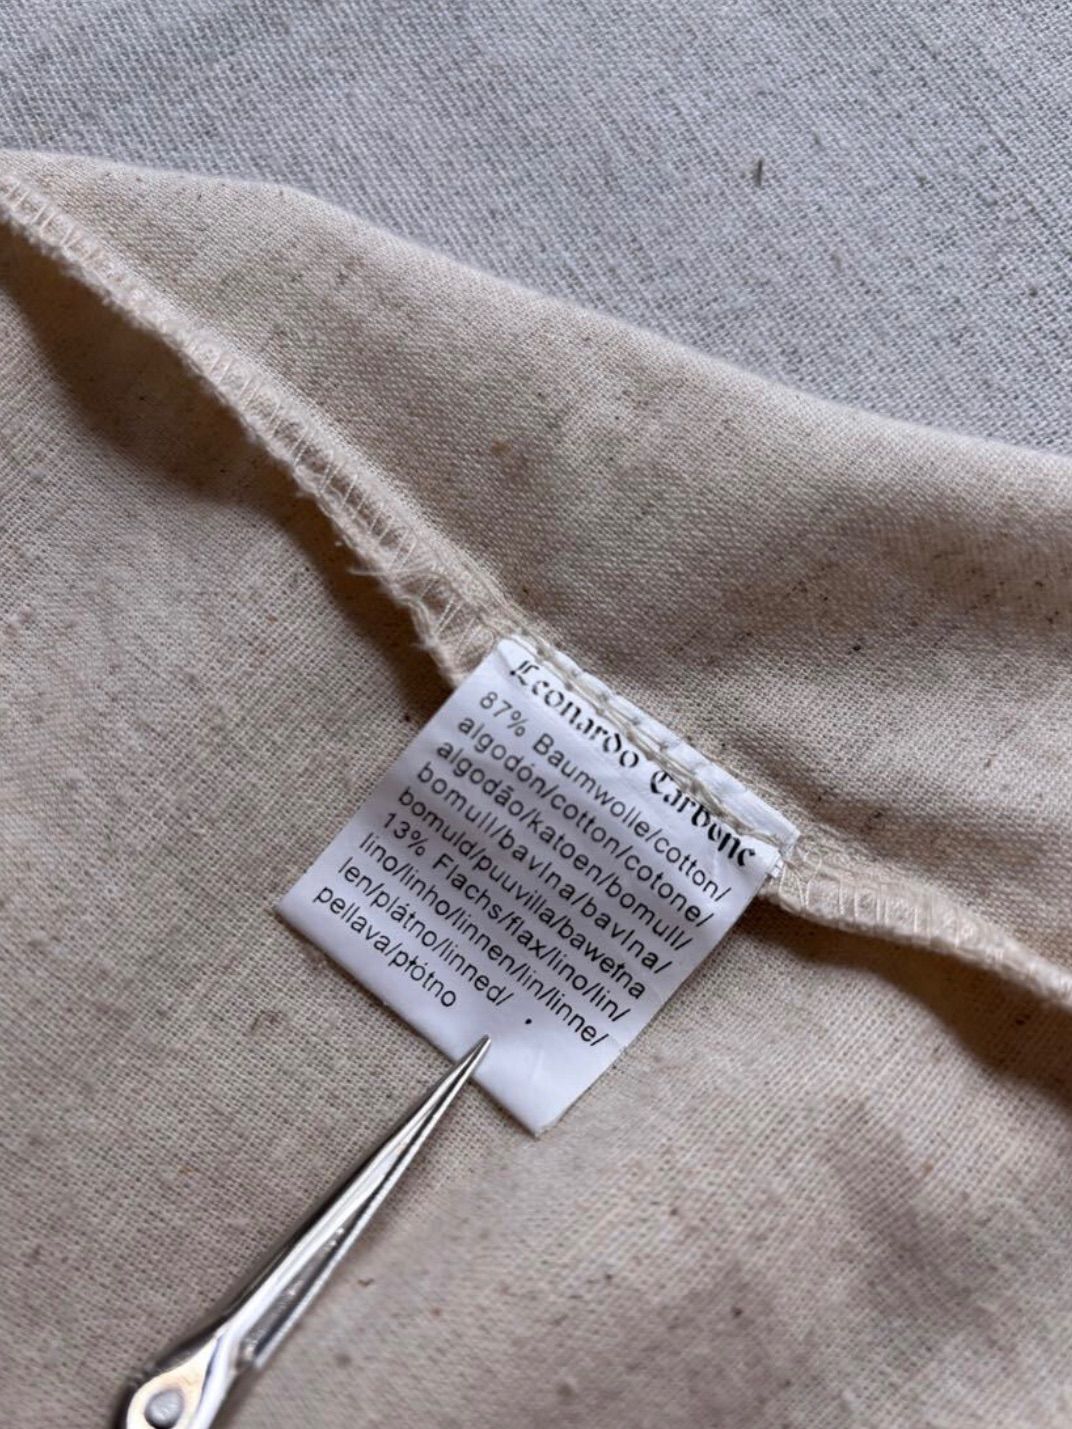 Leonardo Carbone
87% Baumwolle/cotton/
algodón/cotton/cotone/
algodão/katoen/bomull/
bomull/bavlna/bavlna/
bomuld/puuvilla/bawełna
13% Flachs/flax/lino/lin/
lino/linho/linnen/lin/linne/
len/plátno/linned/
pellava/płótno